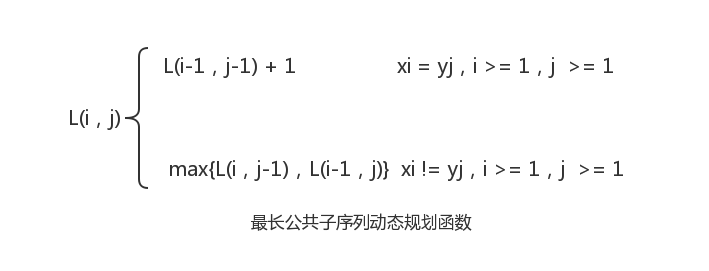 L(i-1 , j-1) + 1 xi = yj , i >= 1 , j >= 1
L(i , j)
max{L(i , j-1) , L(i-1 , j)} xi != yj , i >= 1 , j >= 1
最长公共子序列动态规划函数